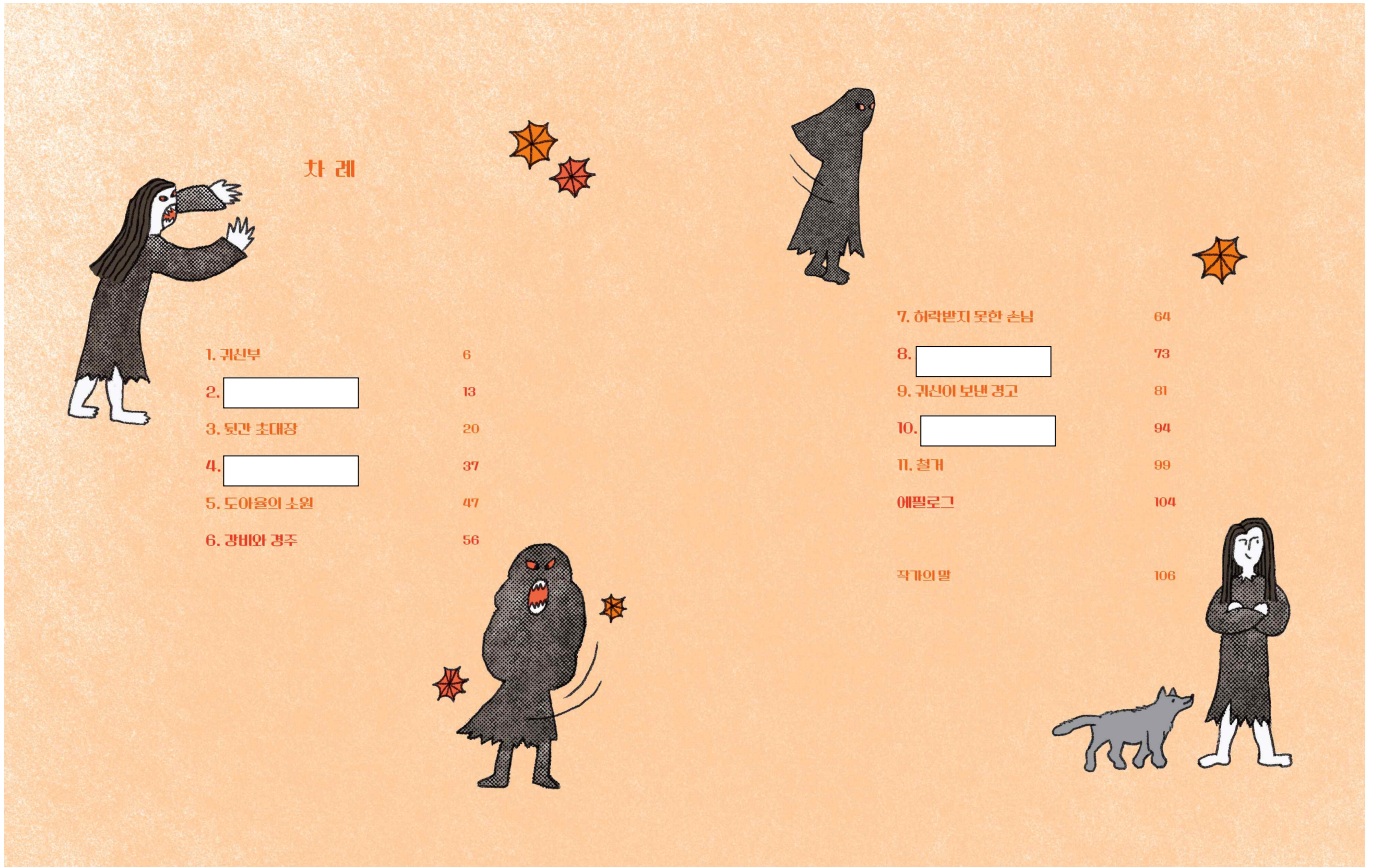 차례
1. 귀신부 6
2. 13
3. 뒷간 초대장 20
4. 37
5. 도아율의 소원 47
6. 강비와 경주 56
7. 허락받지 못한 손님 64
8. 73
9. 귀신이 보낸 경고 81
10. 94
11. 철거 99
에필로그 104
작가의 말 106